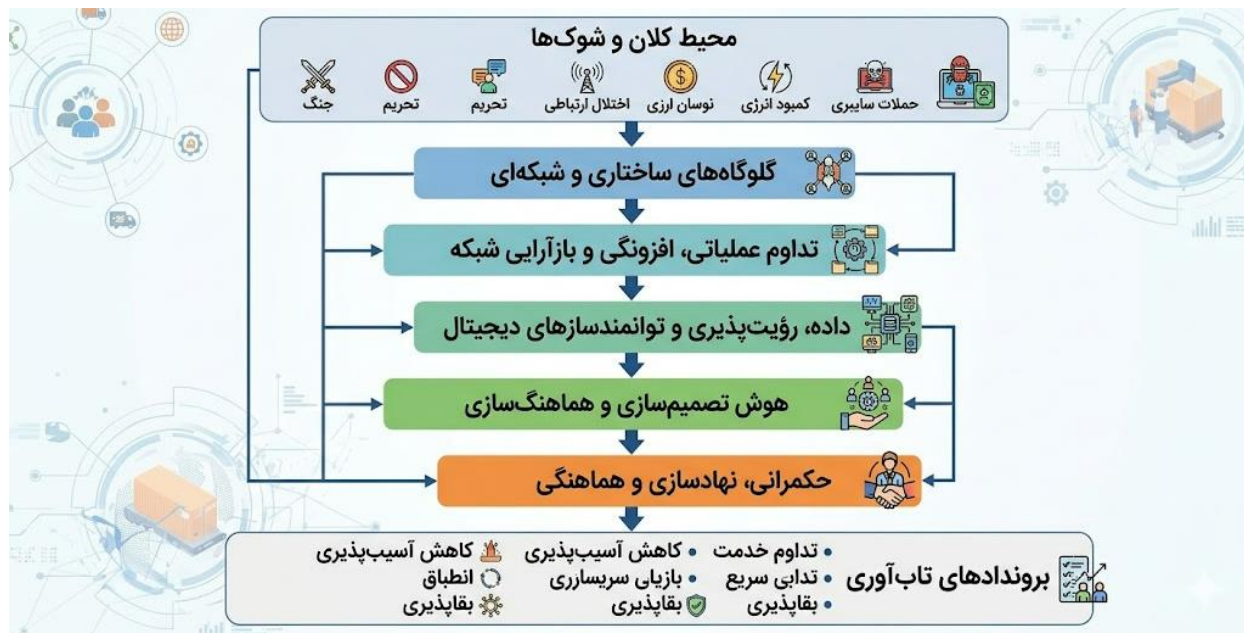 محیط کلان و شوک‌ها
حملات سایبری
کمبود انرژی
نوسان ارزی
اختلال ارتباطی
تحریم
تحریم
جنگ
گلوگاه‌های ساختاری و شبکه‌ای
تداوم عملیاتی، افزونگی و بازآرایی شبکه
داده، رؤیت‌پذیری و توانمندسازهای دیجیتال
هوش تصمیم‌سازی و هماهنگ‌سازی
حکمرانی، نهادسازی و هماهنگی
بروندادهای تاب‌آوری
• تداوم خدمت
• تدابی سریع
• بقاپذیری
• کاهش آسیب‌پذیری
• بازیلی سریسازری
بقاپذیری
کاهش آسیب‌پذیری
انطباق
بقاپذیری